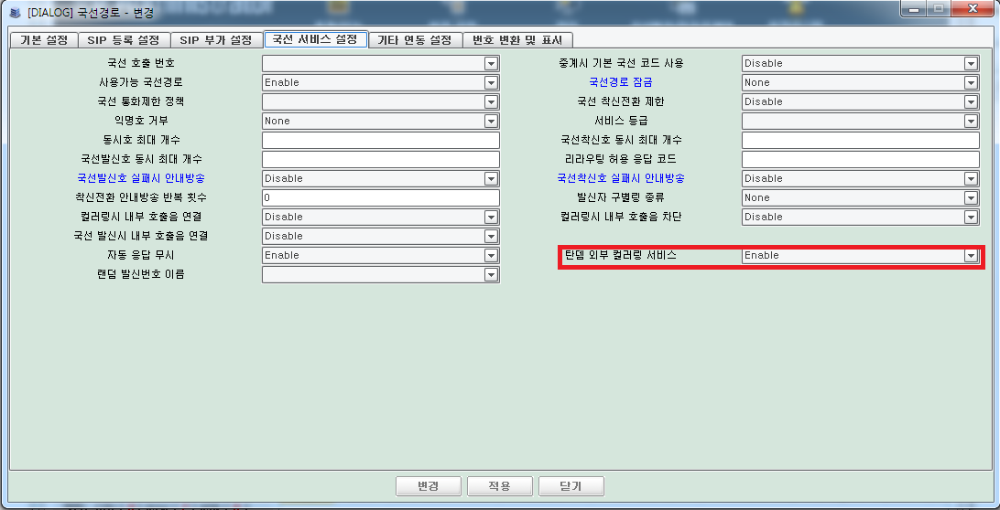 [DIALOG] 국선경로 - 변경
기본 설정 SIP 등록 설정 SIP 부가 설정 국선 서비스 설정 기타 연동 설정 번호 변환 및 표시
국선 호출 번호 중계시 기본 국선 코드 사용 Disable
사용가능 국선경로 Enable 국선경로 잠금 None
국선 통화제한 정책 국선 착신전환 제한 Disable
익명호 거부 None 서비스 등급
동시호 최대 개수 국선착신호 동시 최대 개수
국선발신호 동시 최대 개수 리라우팅 허용 응답 코드
국선발신호 실패시 안내방송 Disable 국선착신호 실패시 안내방송 Disable
착신전환 안내방송 반복 횟수 0 발신자 구별링 종류 None
컬러링시 내부 호출음 연결 Disable 컬러링시 내부 호출음 차단 Disable
국선 발신시 내부 호출음 연결 Disable
자동 응답 무시 Enable 탄뎀 외부 컬러링 서비스 Enable
랜덤 발신번호 이름
변경 적용 닫기